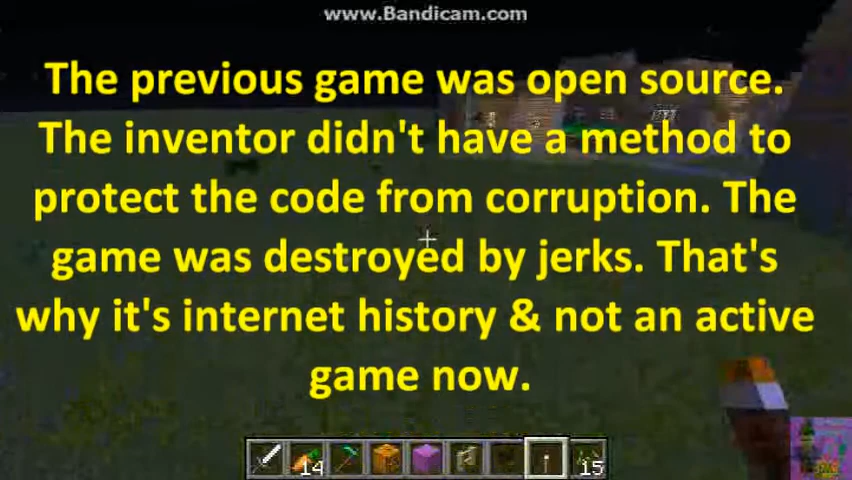 www.Bandicam.com
The previous game was open source.
The inventor didn't have a method to
protect the code from corruption. The
game was destroyed by jerks. That's
why it's internet history & not an active
game now.
14 15